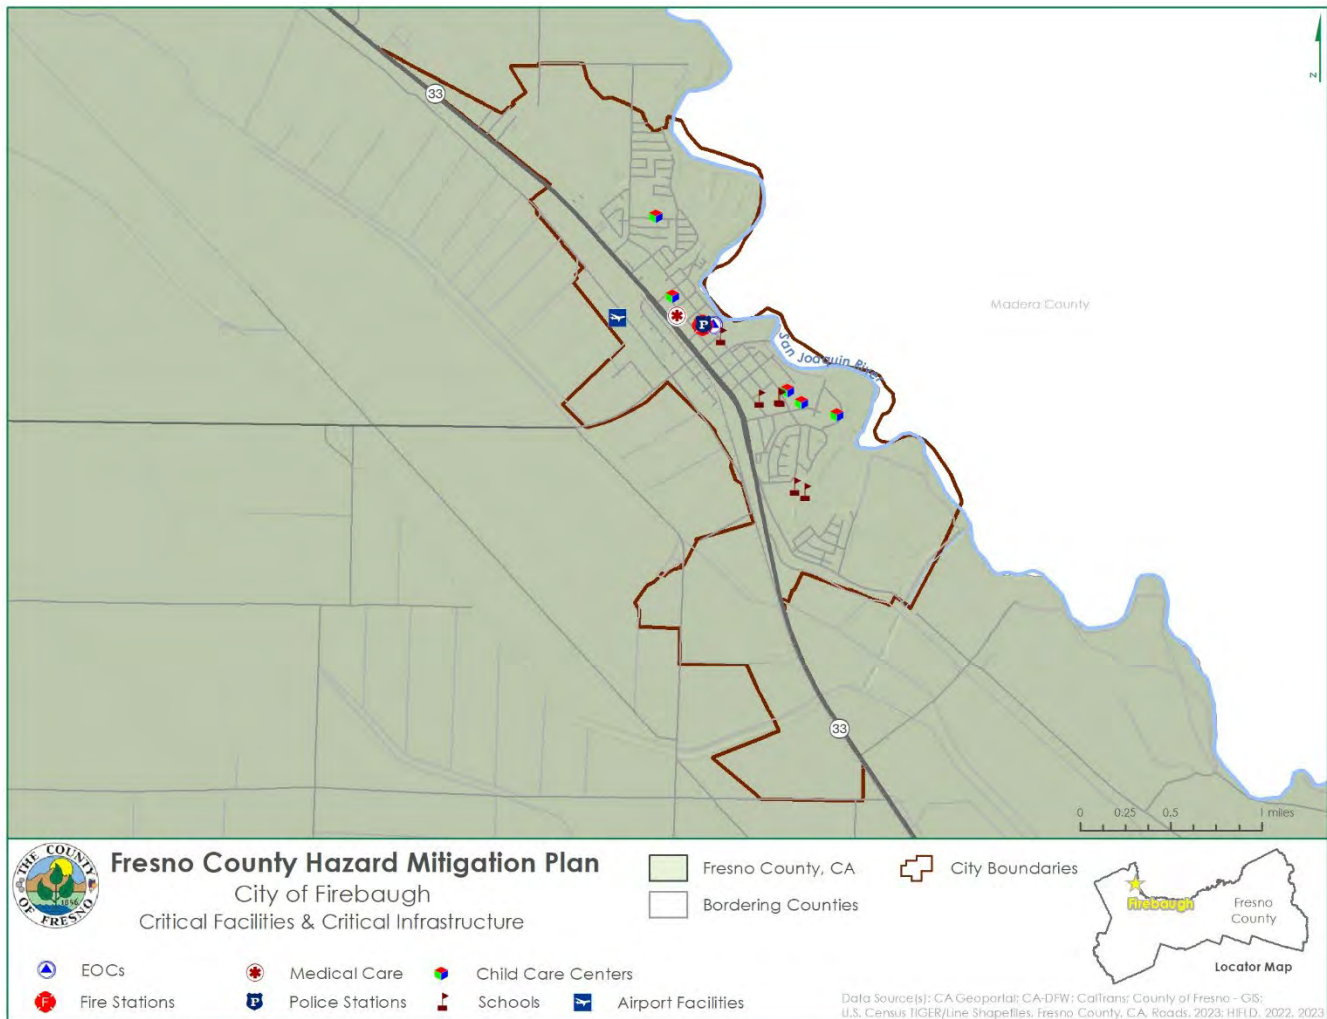 N
33
Madera County
San Joaquin River
F
P
33
0 0.25 0.5 1 miles
THE COUNTY OF FRESNO
1856
Fresno County Hazard Mitigation Plan
City of Firebaugh
Critical Facilities & Critical Infrastructure
Fresno County, CA
City Boundaries
Bordering Counties
Firebaugh
Fresno
County
Locator Map
EOCs
Medical Care
Child Care Centers
F Fire Stations
P Police Stations
Schools
Airport Facilities
Data Source(s): CA Geoportal; CA-DFW; CalTrans; County of Fresno - GIS;
U.S. Census TIGER/Line Shapefiles, Fresno County, CA, Roads, 2023; HIFLD, 2022, 2023